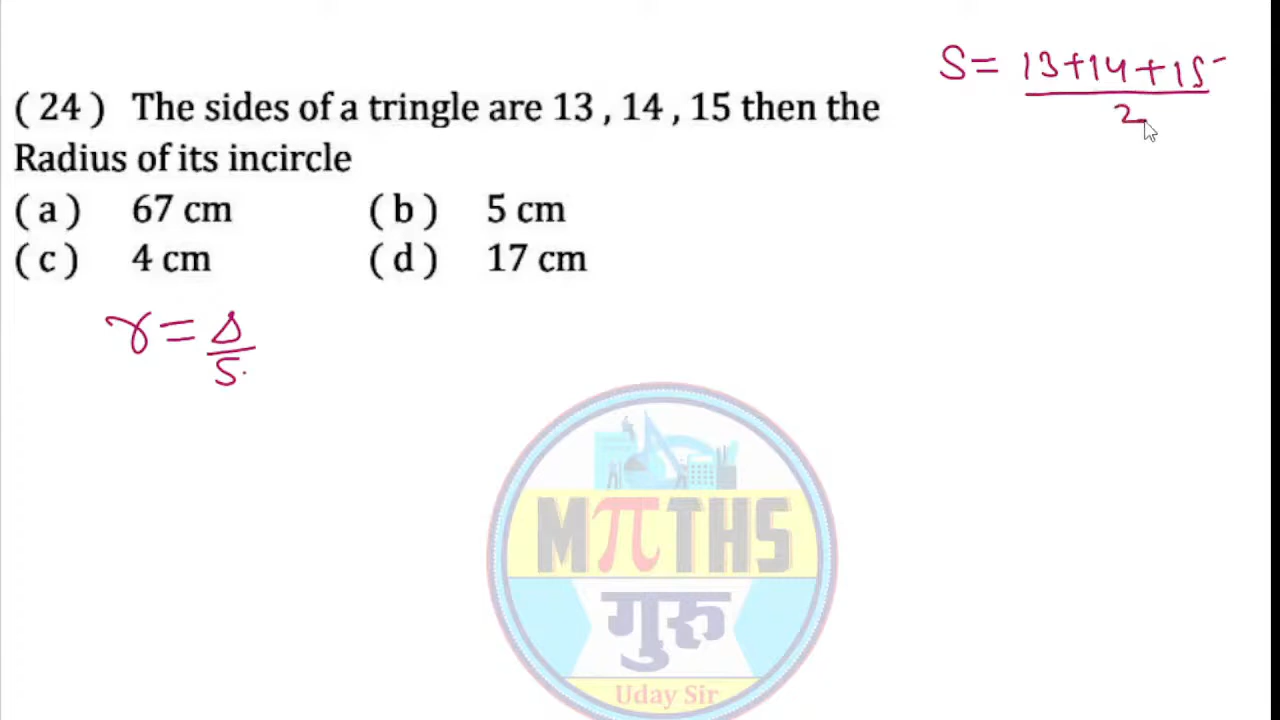 S = 13+14+15
2
( 24 ) The sides of a tringle are 13 , 14 , 15 then the
Radius of its incircle
( a ) 67 cm ( b ) 5 cm
( c ) 4 cm ( d ) 17 cm
r = Δ
S
MπTHS
गुरु
Uday Sir